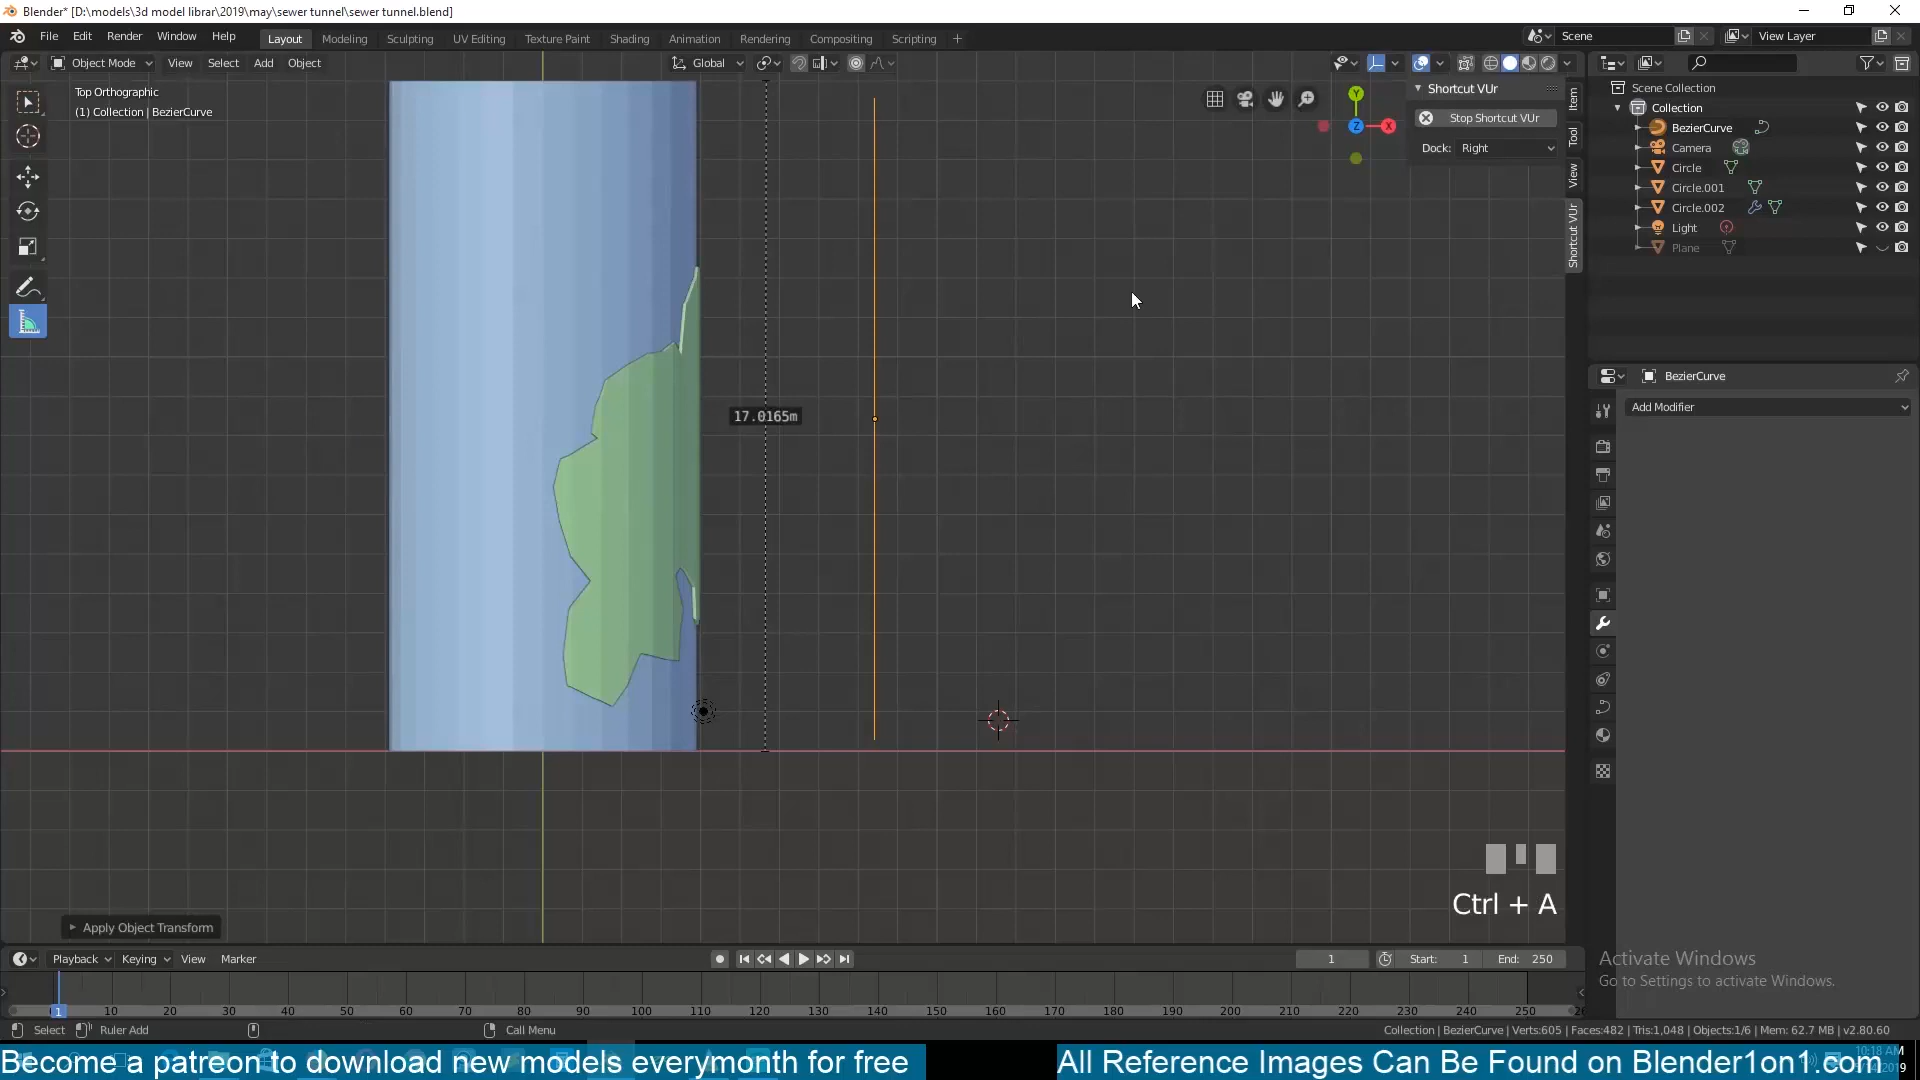 Blender* [D:\models\3d model librar\2019\may\sewer tunnel\sewer tunnel.blend]
File Edit Render Window Help Layout Modeling Sculpting UV Editing Texture Paint Shading Animation Rendering Compositing Scripting + Scene View Layer
Object Mode View Select Add Object Global
Top Orthographic
(1) Collection | BezierCurve
Y
Z X
Shortcut VUr
Stop Shortcut VUr
Dock: Right
Item
Tool
View
Shortcut VUr
Scene Collection
Collection
BezierCurve
Camera
Circle
Circle.001
Circle.002
Light
Plane
BezierCurve
Add Modifier
17.0165m
Ctrl + A
Apply Object Transform
Activate Windows
Go to Settings to activate Windows.
Playback Keying View Marker 1 Start: 1 End: 250
1 10 20 30 40 50 60 70 80 90 100 110 120 130 140 150 160 170 180 190 200 210 220 230 240 250
Select Ruler Add Call Menu Collection | BezierCurve | Verts:605 | Faces:482 | Tris:1,048 | Objects:1/6 | Mem: 62.7 MB | v2.80.60
Become a patreon to download new models everymonth for free All Reference Images Can Be Found on Blender1on1.com
10:18 AM